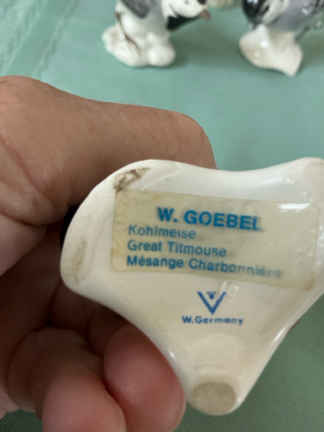 W. GOEBEL
Kohlmeise
Great Titmouse
Mésange Charbonnière
W.Germany